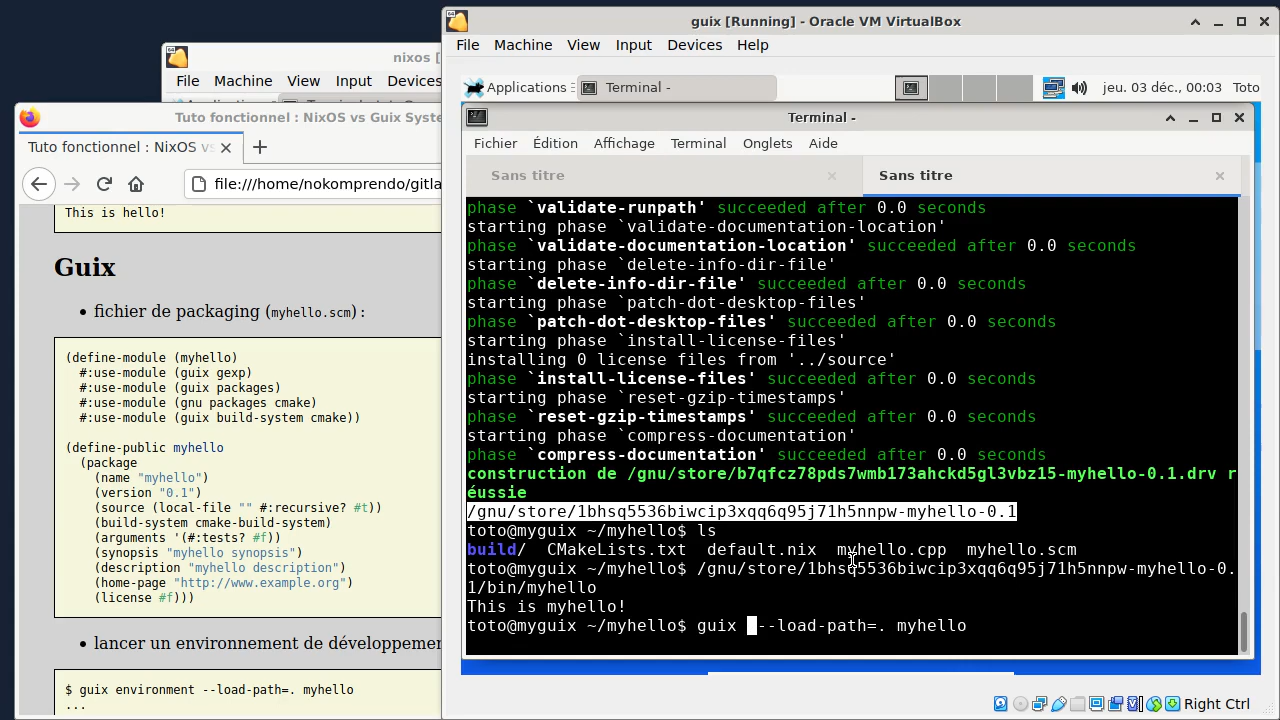 guix [Running] - Oracle VM VirtualBox
File Machine View Input Devices Help
nixos [
File Machine View Input Devices
Applications Terminal - jeu. 03 déc., 00:03 Toto
Terminal -
Fichier Édition Affichage Terminal Onglets Aide
Sans titre Sans titre
phase `validate-runpath' succeeded after 0.0 seconds
starting phase `validate-documentation-location'
phase `validate-documentation-location' succeeded after 0.0 seconds
starting phase `delete-info-dir-file'
phase `delete-info-dir-file' succeeded after 0.0 seconds
starting phase `patch-dot-desktop-files'
phase `patch-dot-desktop-files' succeeded after 0.0 seconds
starting phase `install-license-files'
installing 0 license files from '../source'
phase `install-license-files' succeeded after 0.0 seconds
starting phase `reset-gzip-timestamps'
phase `reset-gzip-timestamps' succeeded after 0.0 seconds
starting phase `compress-documentation'
phase `compress-documentation' succeeded after 0.0 seconds
construction de /gnu/store/b7qfcz78pds7wmb173ahckd5gl3vbz15-myhello-0.1.drv r
éussie
/gnu/store/1bhsq5536biwcip3xqq6q95j71h5nnpw-myhello-0.1
toto@myguix ~/myhello$ ls
build/ CMakeLists.txt default.nix myhello.cpp myhello.scm
toto@myguix ~/myhello$ /gnu/store/1bhsq5536biwcip3xqq6q95j71h5nnpw-myhello-0.
1/bin/myhello
This is myhello!
toto@myguix ~/myhello$ guix --load-path=. myhello
Right Ctrl
Tuto fonctionnel : NixOS vs Guix Syste
Tuto fonctionnel : NixOS vs
file:///home/nokomprendo/gitla
This is hello!
Guix
• fichier de packaging (myhello.scm) :
(define-module (myhello)
#:use-module (guix gexp)
#:use-module (guix packages)
#:use-module (gnu packages cmake)
#:use-module (guix build-system cmake))
(define-public myhello
(package
(name "myhello")
(version "0.1")
(source (local-file "" #:recursive? #t))
(build-system cmake-build-system)
(arguments '(#:tests? #f))
(synopsis "myhello synopsis")
(description "myhello description")
(home-page "http://www.example.org")
(license #f)))
• lancer un environnement de développemer
$ guix environment --load-path=. myhello
...